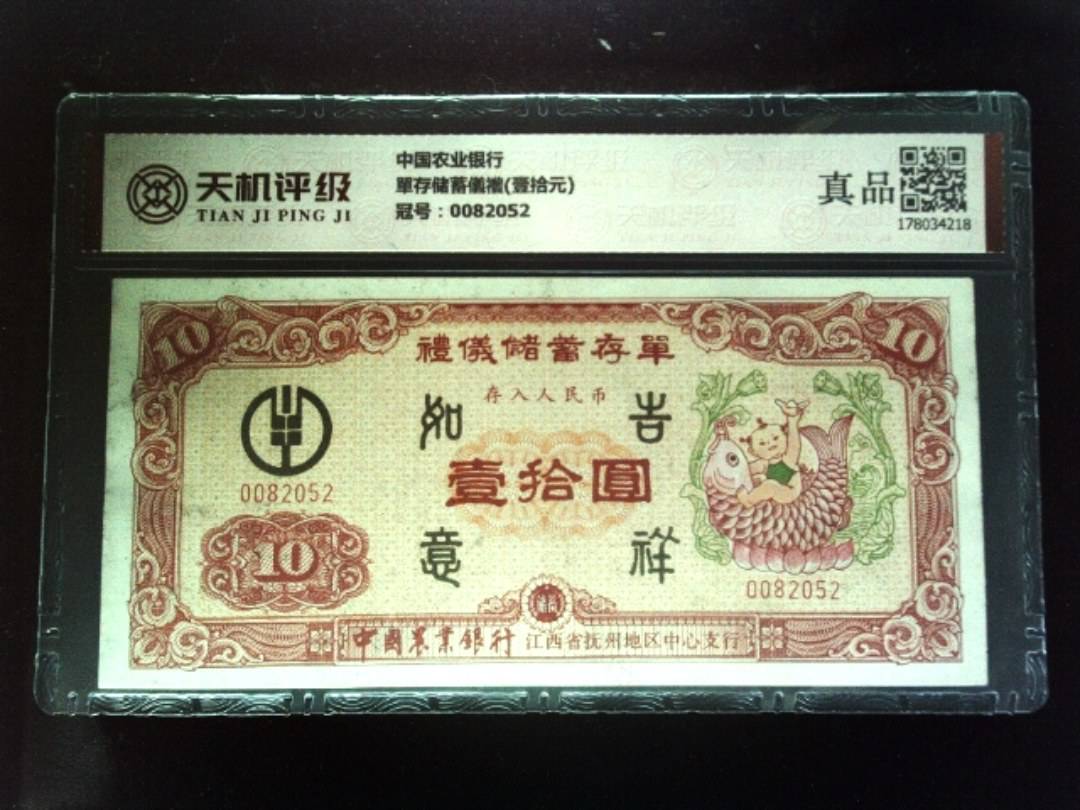 天机评级
TIAN JI PING JI
中国农业银行
單存储蓄儀禮(壹拾元)
冠号：0082052
真品
178034218
10
10
禮儀儲蓄存單
存入人民币
如
吉
壹拾圓
0082052
意
祥
10
0082052
中國農業銀行 江西省抚州地区中心支行